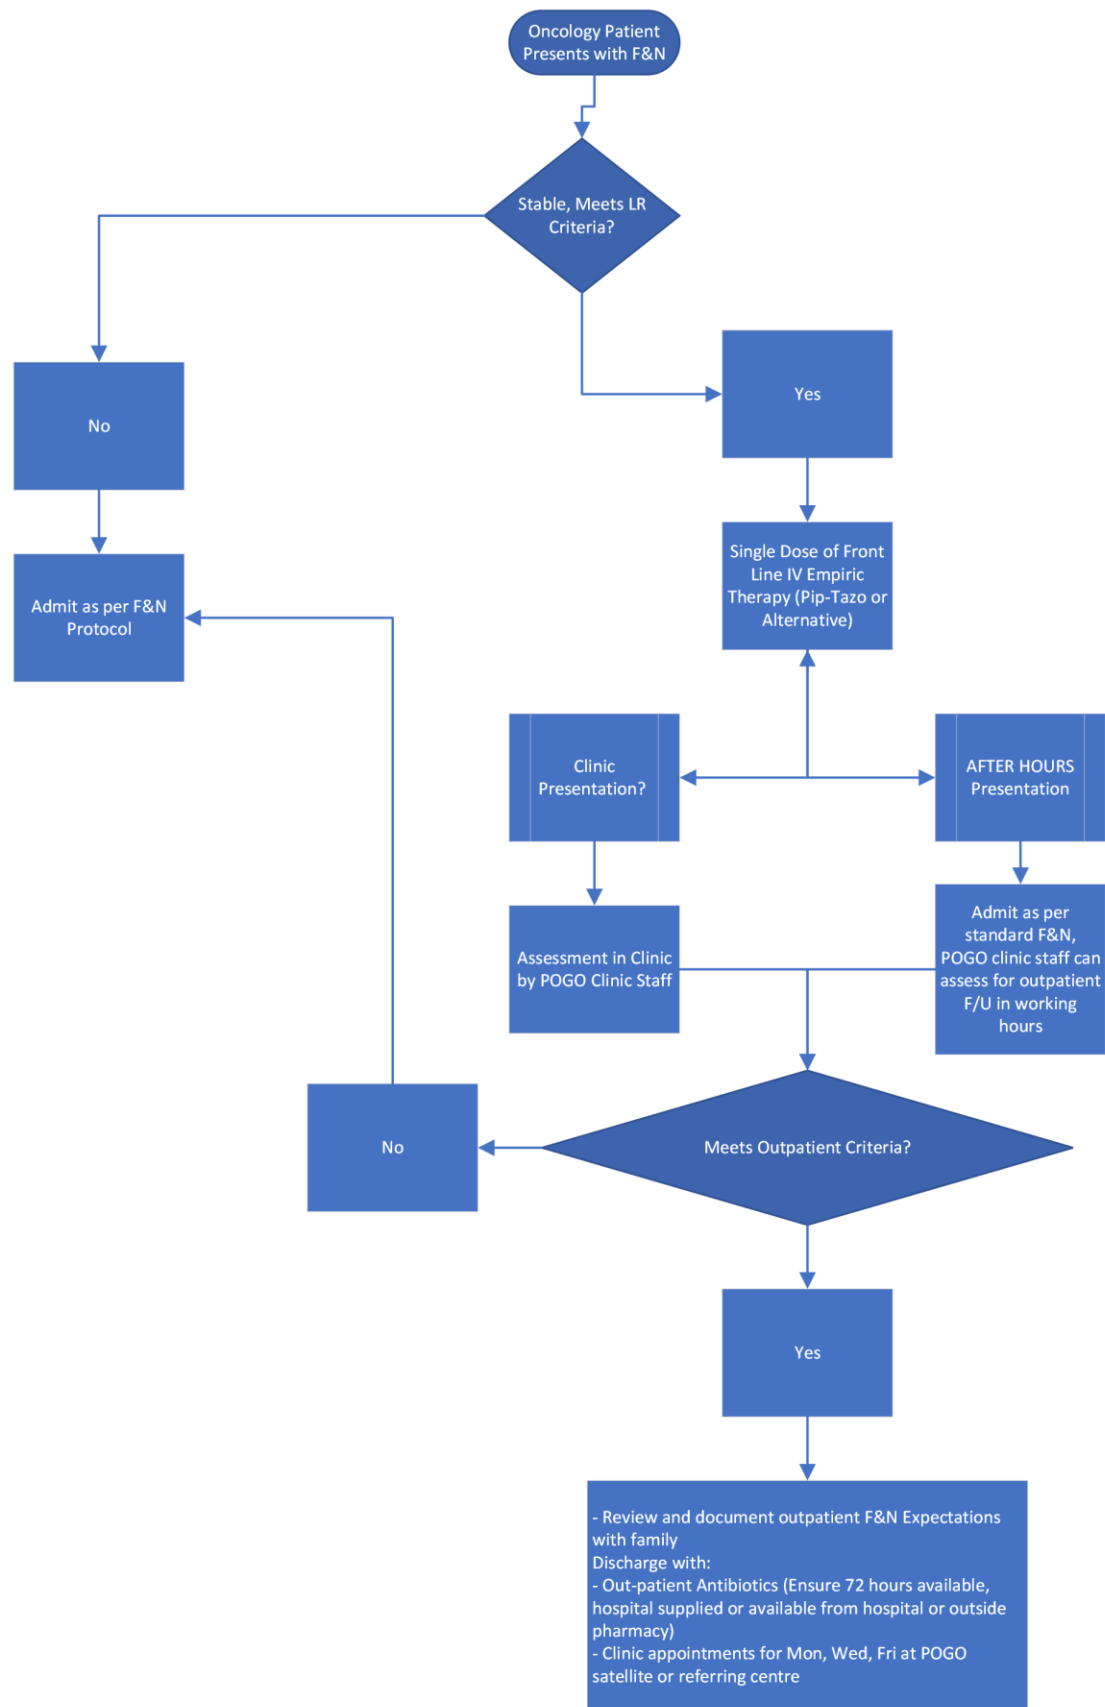 Oncology Patient
Presents with F&N
Stable, Meets LR
Criteria?
No
Yes
Admit as per F&N
Protocol
Single Dose of Front
Line IV Empiric
Therapy (Pip-Tazo or
Alternative)
Clinic
Presentation?
AFTER HOURS
Presentation
Assessment in Clinic
by POGO Clinic Staff
Admit as per
standard F&N,
POGO clinic staff can
assess for outpatient
F/U in working
hours
Meets Outpatient Criteria?
No
Yes
- Review and document outpatient F&N Expectations
with family
Discharge with:
- Out-patient Antibiotics (Ensure 72 hours available,
hospital supplied or available from hospital or outside
pharmacy)
- Clinic appointments for Mon, Wed, Fri at POGO
satellite or referring centre